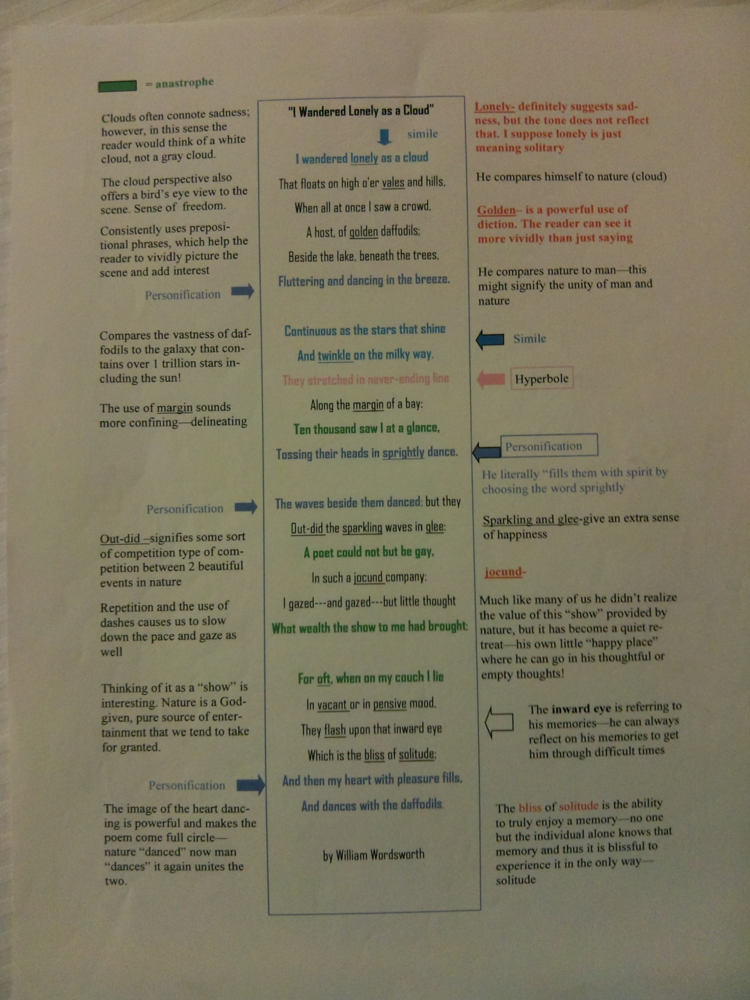 = anastrophe
Clouds often connote sadness;
however, in this sense the
reader would think of a white
cloud, not a gray cloud.
The cloud perspective also
offers a bird's eye view to the
scene. Sense of freedom.
Consistently uses preposi-
tional phrases, which help the
reader to vividly picture the
scene and add interest
Personification
Compares the vastness of daf-
fodils to the galaxy that con-
tains over 1 trillion stars in-
cluding the sun!
The use of margin sounds
more confining—delineating
Personification
Out-did –signifies some sort
of competition type of com-
petition between 2 beautiful
events in nature
Repetition and the use of
dashes causes us to slow
down the pace and gaze as
well
Thinking of it as a “show” is
interesting. Nature is a God-
given, pure source of enter-
tainment that we tend to take
for granted.
Personification
The image of the heart danc-
ing is powerful and makes the
poem come full circle—
nature “danced” now man
“dances” it again unites the
two.
"I Wandered Lonely as a Cloud"
simile
I wandered lonely as a cloud
That floats on high o'er vales and hills,
When all at once I saw a crowd,
A host, of golden daffodils;
Beside the lake, beneath the trees,
Fluttering and dancing in the breeze.
Continuous as the stars that shine
And twinkle on the milky way,
They stretched in never-ending line
Along the margin of a bay:
Ten thousand saw I at a glance,
Tossing their heads in sprightly dance.
The waves beside them danced; but they
Out-did the sparkling waves in glee:
A poet could not but be gay,
In such a jocund company:
I gazed---and gazed---but little thought
What wealth the show to me had brought:
For oft, when on my couch I lie
In vacant or in pensive mood,
They flash upon that inward eye
Which is the bliss of solitude;
And then my heart with pleasure fills,
And dances with the daffodils.
by William Wordsworth
Lonely- definitely suggests sad-
ness, but the tone does not reflect
that. I suppose lonely is just
meaning solitary
He compares himself to nature (cloud)
Golden– is a powerful use of
diction. The reader can see it
more vividly than just saying
He compares nature to man—this
might signify the unity of man and
nature
Simile
Hyperbole
Personification
He literally “fills them with spirit by
choosing the word sprightly
Sparkling and glee-give an extra sense
of happiness
jocund-
Much like many of us he didn't realize
the value of this “show” provided by
nature, but it has become a quiet re-
treat—his own little “happy place”
where he can go in his thoughtful or
empty thoughts!
The inward eye is referring to
his memories—he can always
reflect on his memories to get
him through difficult times
The bliss of solitude is the ability
to truly enjoy a memory—no one
but the individual alone knows that
memory and thus it is blissful to
experience it in the only way—
solitude